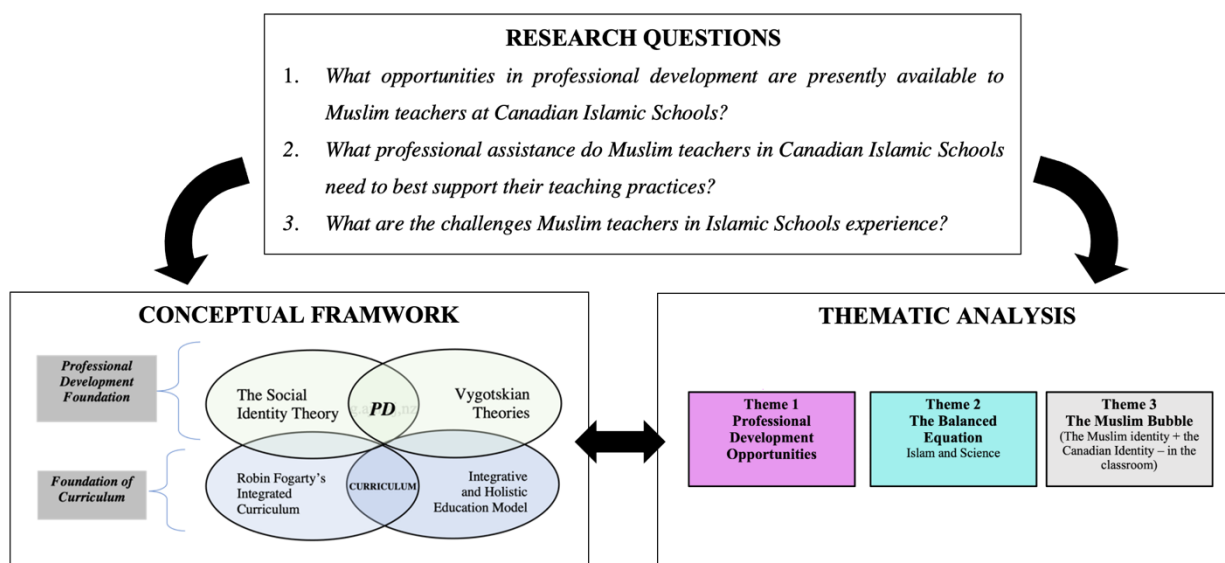 RESEARCH QUESTIONS
1. What opportunities in professional development are presently available to
Muslim teachers at Canadian Islamic Schools?
2. What professional assistance do Muslim teachers in Canadian Islamic Schools
need to best support their teaching practices?
3. What are the challenges Muslim teachers in Islamic Schools experience?
CONCEPTUAL FRAMWORK
Professional
Development
Foundation
The Social
Identity Theory
PD
Vygotskian
Theories
Foundation of
Curriculum
Robin Fogarty's
Integrated
Curriculum
CURRICULUM
Integrative
and Holistic
Education Model
THEMATIC ANALYSIS
Theme 1
Professional
Development
Opportunities
Theme 2
The Balanced
Equation
Islam and Science
Theme 3
The Muslim Bubble
(The Muslim identity + the
Canadian Identity – in the
classroom)